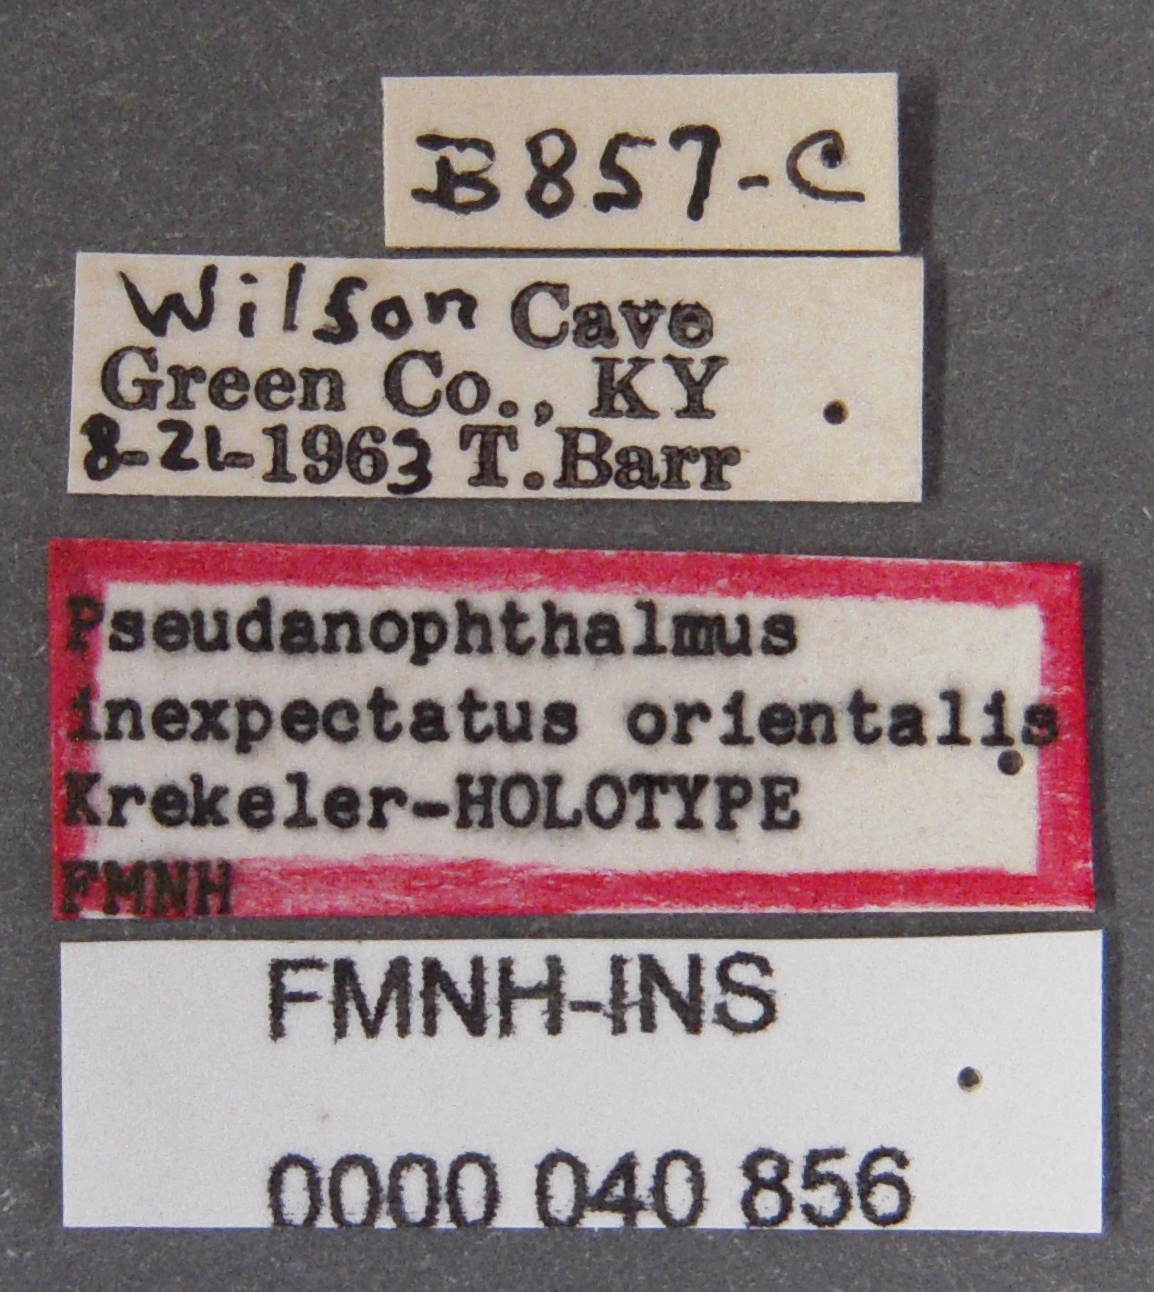 B857-C
Wilson Cave
Green Co., KY
8-21-1963 T.Barr
Pseudanophthalmus
inexpectatus orientalis
Krekeler-HOLOTYPE
FMNH
FMNH-INS
0000 040 856